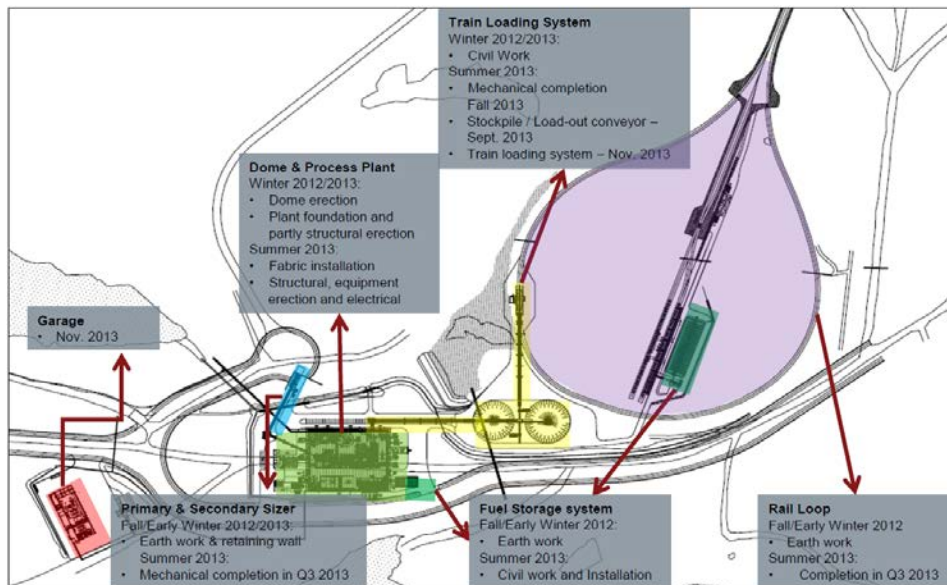 Train Loading System
Winter 2012/2013:
• Civil Work
Summer 2013:
• Mechanical completion
Fall 2013
• Stockpile / Load-out conveyor –
Sept. 2013
• Train loading system – Nov. 2013
Dome & Process Plant
Winter 2012/2013:
• Dome erection
• Plant foundation and
partly structural erection
Summer 2013:
• Fabric installation
• Structural, equipment
erection and electrical
Garage
• Nov. 2013
Primary & Secondary Sizer
Fall/Early Winter 2012/2013:
• Earth work & retaining wall
Summer 2013:
• Mechanical completion in Q3 2013
Fuel Storage system
Fall/Early Winter 2012:
• Earth work
Summer 2013:
• Civil work and Installation
Rail Loop
Fall/Early Winter 2012
• Earth work
Summer 2013:
• Completion in Q3 2013